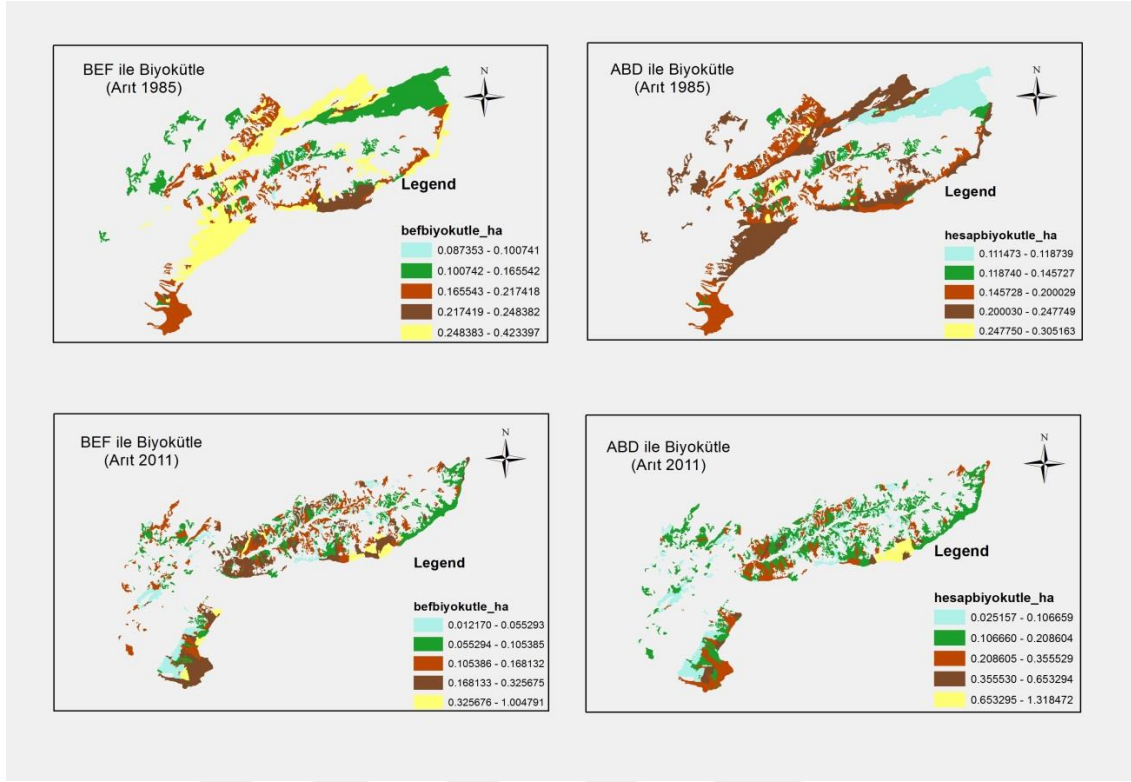 BEF ile Biyokütle
(Arıt 1985)
N
Legend
befbiyokutle_ha
0.087353 - 0.100741
0.100742 - 0.165542
0.165543 - 0.217418
0.217419 - 0.248382
0.248383 - 0.423397
ABD ile Biyokütle
(Arıt 1985)
N
Legend
hesapbiyokutle_ha
0.111473 - 0.118739
0.118740 - 0.145727
0.145728 - 0.200029
0.200030 - 0.247749
0.247750 - 0.305163
BEF ile Biyokütle
(Arıt 2011)
N
Legend
befbiyokutle_ha
0.012170 - 0.055293
0.055294 - 0.105385
0.105386 - 0.168132
0.168133 - 0.325675
0.325676 - 1.004791
ABD ile Biyokütle
(Arıt 2011)
N
Legend
hesapbiyokutle_ha
0.025157 - 0.106659
0.106660 - 0.208604
0.208605 - 0.355529
0.355530 - 0.653294
0.653295 - 1.318472